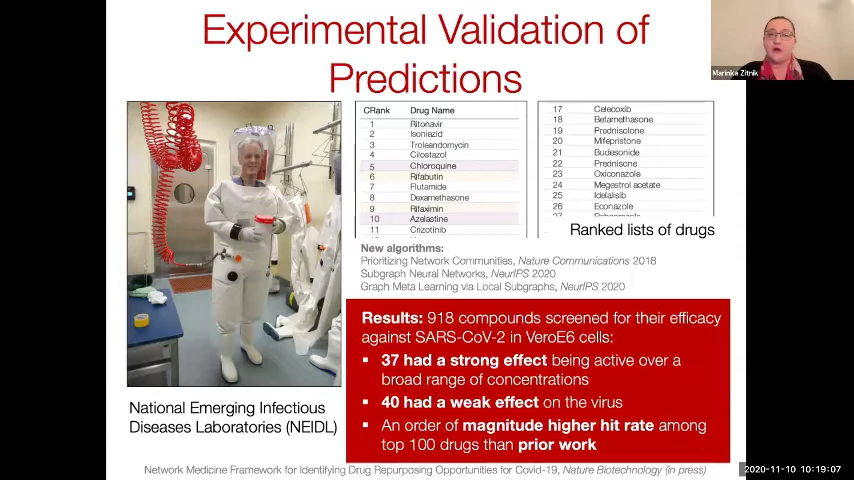 Experimental Validation of
Predictions
Marinka Zitnik
CRank Drug Name
1 Ritonavir
2 Isoniazid
3 Troleandomycin
4 Cilostazol
5 Chloroquine
6 Rifabutin
7 Flutamide
8 Dexamethasone
9 Rifaximin
10 Azelastine
11 Crizotinib
17 Celecoxib
18 Betamethasone
19 Prednisolone
20 Mifepristone
21 Budesonide
22 Prednisone
23 Oxiconazole
24 Megestrol acetate
25 Idelalisib
26 Econazole
27
Ranked lists of drugs
New algorithms:
Prioritizing Network Communities, Nature Communications 2018
Subgraph Neural Networks, NeurIPS 2020
Graph Meta Learning via Local Subgraphs, NeurIPS 2020
Results: 918 compounds screened for their efficacy
against SARS-CoV-2 in VeroE6 cells:
▪ 37 had a strong effect being active over a
broad range of concentrations
▪ 40 had a weak effect on the virus
▪ An order of magnitude higher hit rate among
top 100 drugs than prior work
National Emerging Infectious
Diseases Laboratories (NEIDL)
Network Medicine Framework for Identifying Drug Repurposing Opportunities for Covid-19, Nature Biotechnology (in press)
2020-11-10 10:19:07